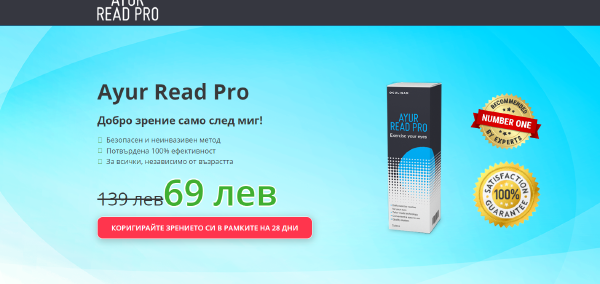 AYUR
READ PRO
Ayur Read Pro
Добро зрение само след миг!
Безопасен и неинвазивен метод
Потвърдена 100% ефективност
За всички, независимо от възрастта
139 лев 69 лев
КОРИГИРАЙТЕ ЗРЕНИЕТО СИ В РАМКИТЕ НА 28 ДНИ
AYUR
READ PRO
Exercise your eyes
RECOMMENDED
NUMBER ONE
BY EXPERTS
SATISFACTION
100%
GUARANTEE